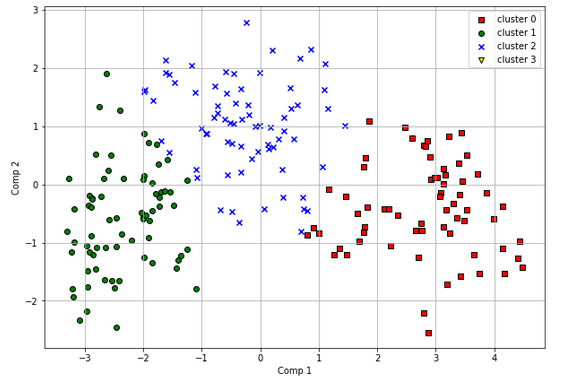 3
2
1
0
−1
−2
−3
−2
−1
0
1
2
3
4
Comp 1
Comp 2
cluster 0
cluster 1
cluster 2
cluster 3